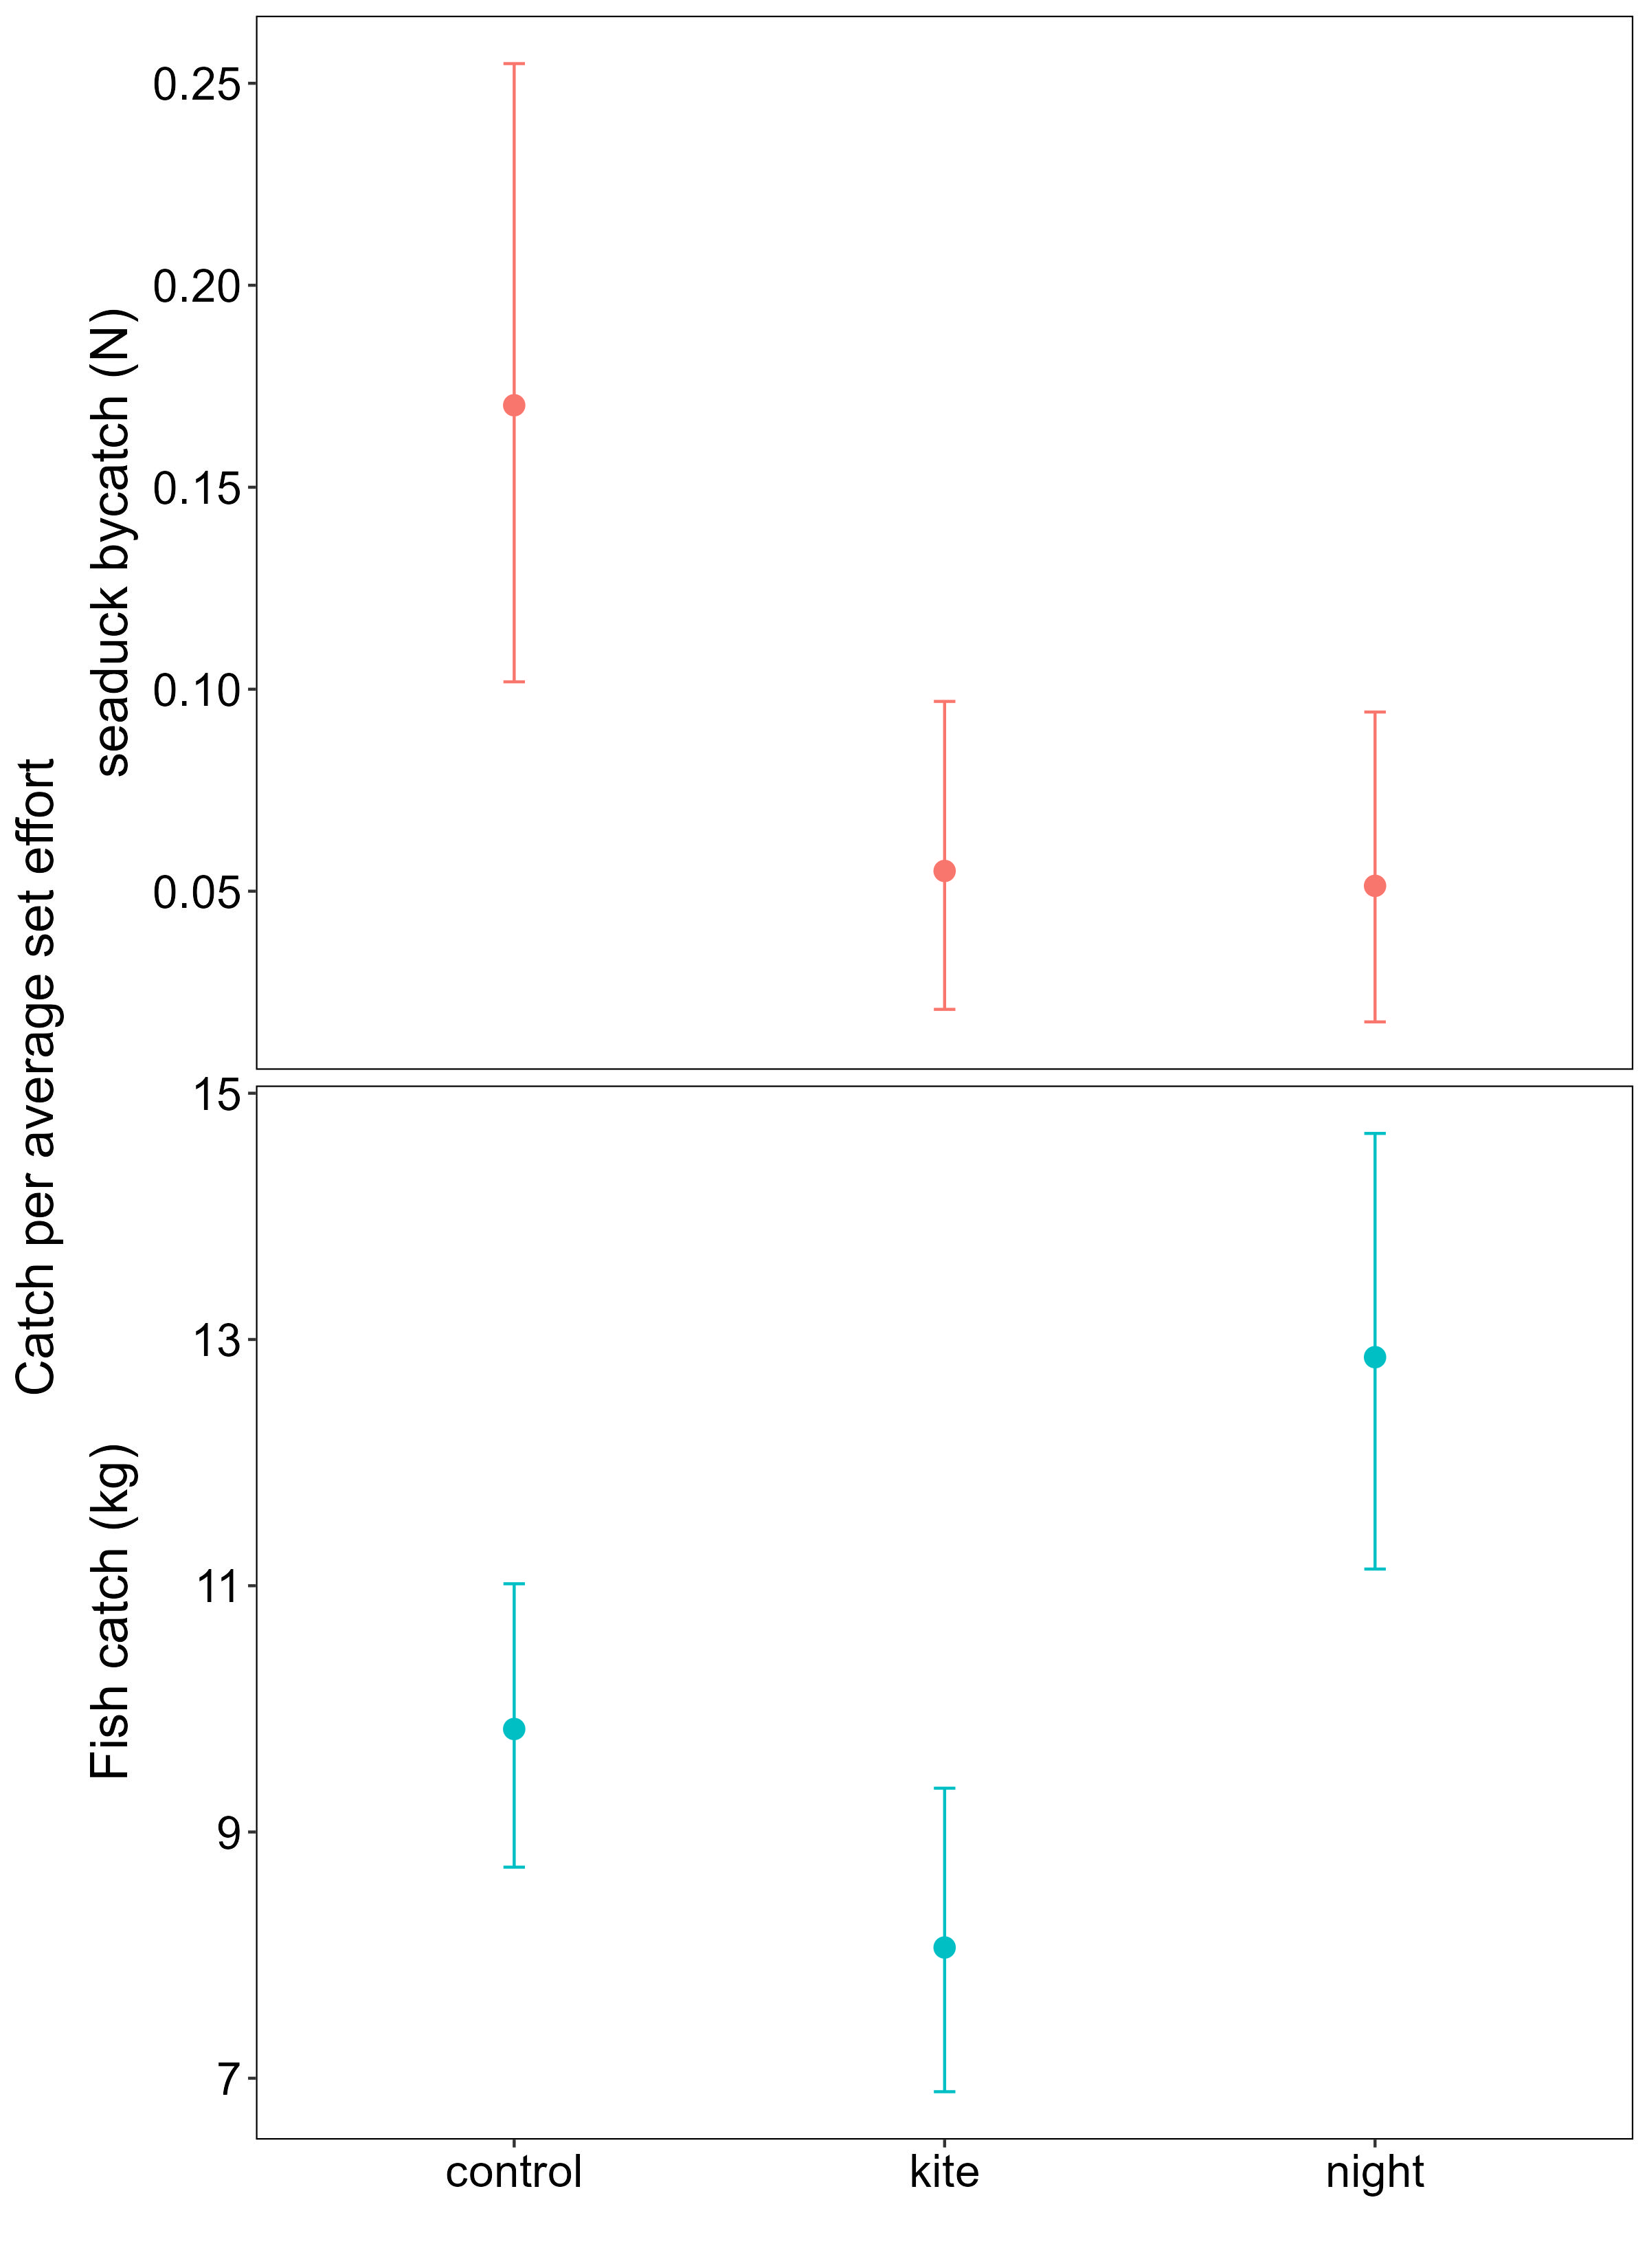 Catch per average set effort
seaduck bycatch (N)
0.25
0.20
0.15
0.10
0.05
Fish catch (kg)
15
13
11
9
7
control
kite
night